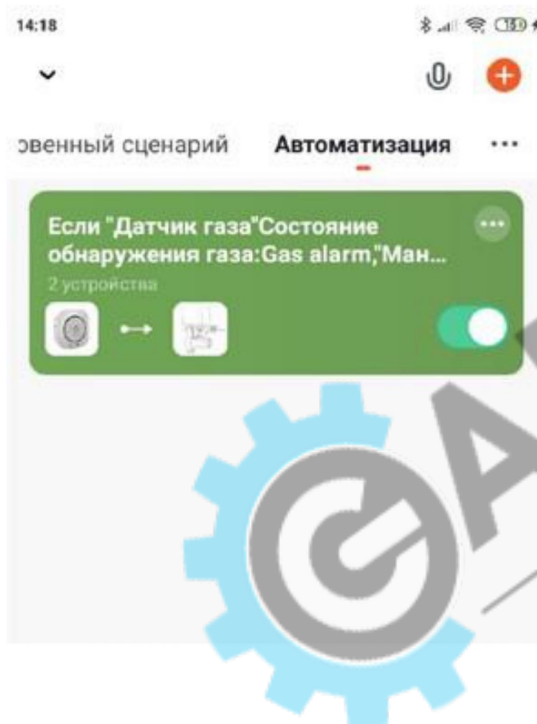 14:18
овенный сценарий Автоматизация
Если "Датчик газа"Состояние
обнаружения газа:Gas alarm,"Ман...
2 устройства